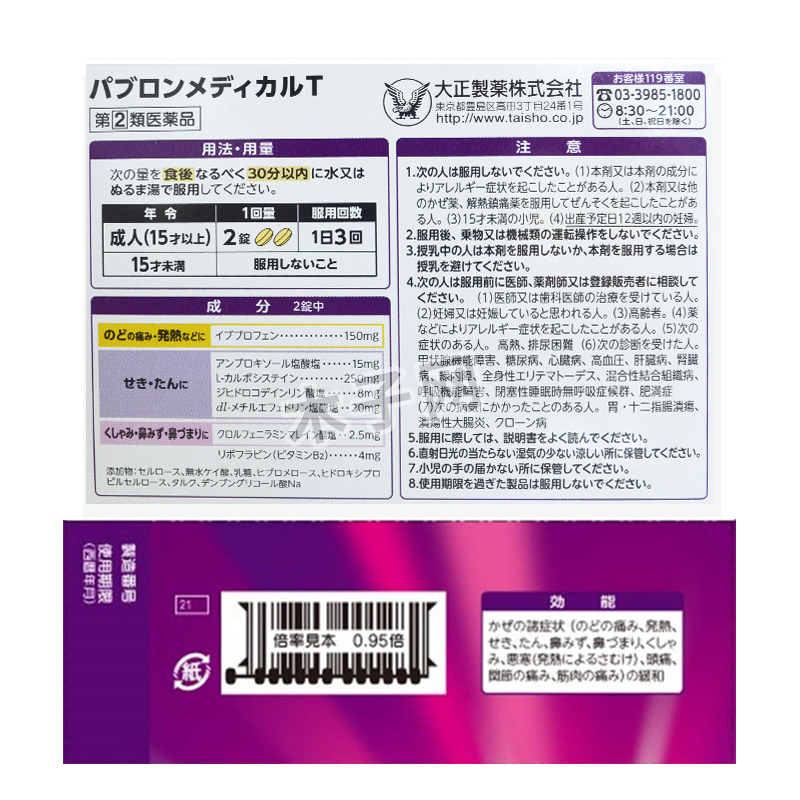 パブロンメディカルT
第②類医薬品
大正製薬株式会社
東京都豊島区高田3丁目24番1号
http://www.taisho.co.jp
お客様119番室
03-3985-1800
8:30〜21:00
(土、日、祝日を除く)
用法・用量
次の量を食後なるべく30分以内に水又は
ぬるま湯で服用してください。
年令 1回量 服用回数
成人(15才以上) 2錠 1日3回
15才未満 服用しないこと
成分 2錠中
のどの痛み・発熱などに イブプロフェン…………150mg
せき・たんに
アンブロキソール塩酸塩……15mg
L-カルボシステイン………250mg
ジヒドロコデインリン酸塩……8mg
dl-メチルエフェドリン塩酸塩…20mg
くしゃみ・鼻みず・鼻づまりに クロルフェニラミンマレイン酸塩…2.5mg
リボフラビン(ビタミンB2)……4mg
添加物:セルロース、無水ケイ酸、乳糖、ヒプロメロース、ヒドロキシプロ
ピルセルロース、タルク、デンプングリコール酸Na
注意
1.次の人は服用しないでください。(1)本剤又は本剤の成分に
よりアレルギー症状を起こしたことがある人。(2)本剤又は他
のかぜ薬、解熱鎮痛薬を服用してぜんそくを起こしたことがあ
る人。(3)15才未満の小児。(4)出産予定日12週以内の妊婦。
2.服用後、乗物又は機械類の運転操作をしないでください。
3.授乳中の人は本剤を服用しないか、本剤を服用する場合は
授乳を避けてください。
4.次の人は服用前に医師、薬剤師又は登録販売者に相談して
ください。(1)医師又は歯科医師の治療を受けている人。
(2)妊婦又は妊娠していると思われる人。(3)高齢者。(4)薬
などによりアレルギー症状を起こしたことがある人。(5)次の
症状のある人。高熱、排尿困難 (6)次の診断を受けた人。
甲状腺機能障害、糖尿病、心臓病、高血圧、肝臓病、腎臓
病、緑内障、全身性エリテマトーデス、混合性結合組織病、
呼吸機能障害、閉塞性睡眠時無呼吸症候群、肥満症
(7)次の病気にかかったことのある人。胃・十二指腸潰瘍、
潰瘍性大腸炎、クローン病
5.服用に際しては、説明書をよく読んでください。
6.直射日光の当たらない湿気の少ない涼しい所に保管してください。
7.小児の手の届かない所に保管してください。
8.使用期限を過ぎた製品は服用しないでください。
木子网
製造番号
使用期限
(西暦年月)
21
紙
倍率見本 0.95倍
効能
かぜの諸症状(のどの痛み、発熱、
せき、たん、鼻みず、鼻づまり、くしゃ
み、悪寒(発熱によるさむけ)、頭痛、
関節の痛み、筋肉の痛み)の緩和